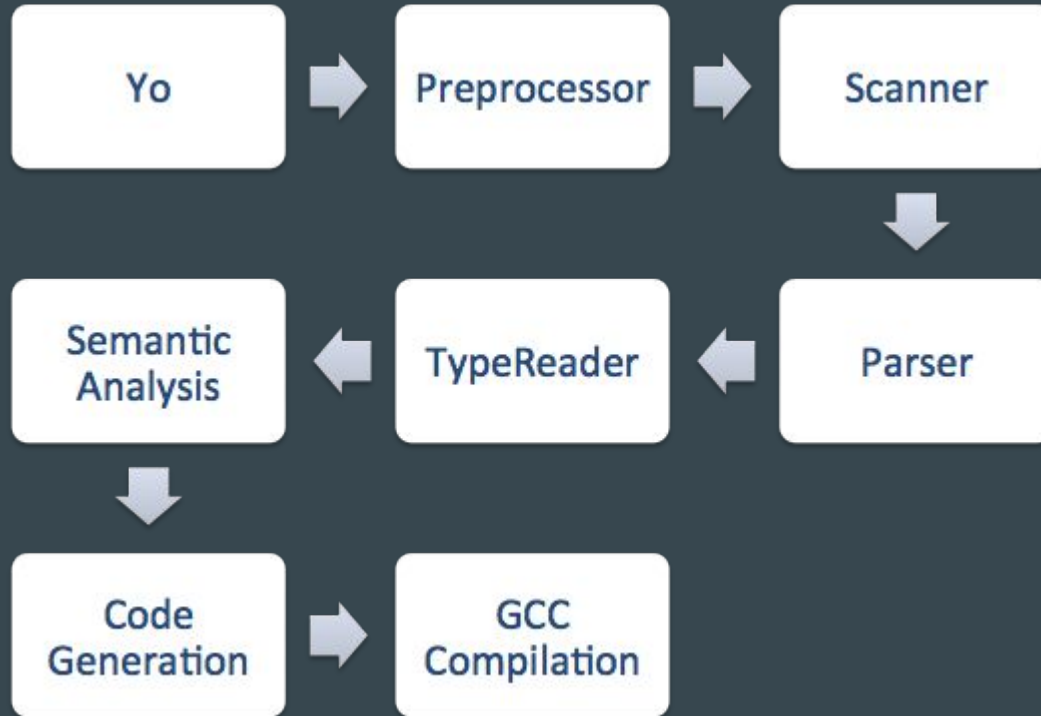 Yo
Preprocessor
Scanner
Semantic
Analysis
TypeReader
Parser
Code
Generation
GCC
Compilation